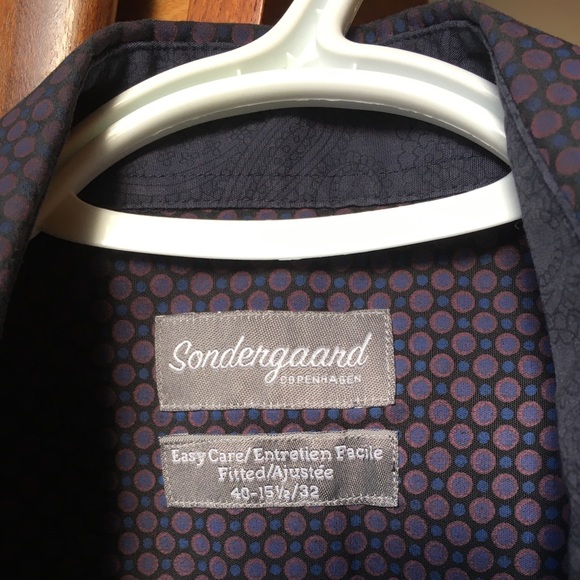 Sondergaard
COPENHAGEN
Easy Care/Entretien Facile
Fitted/Ajustée
40-15½/32